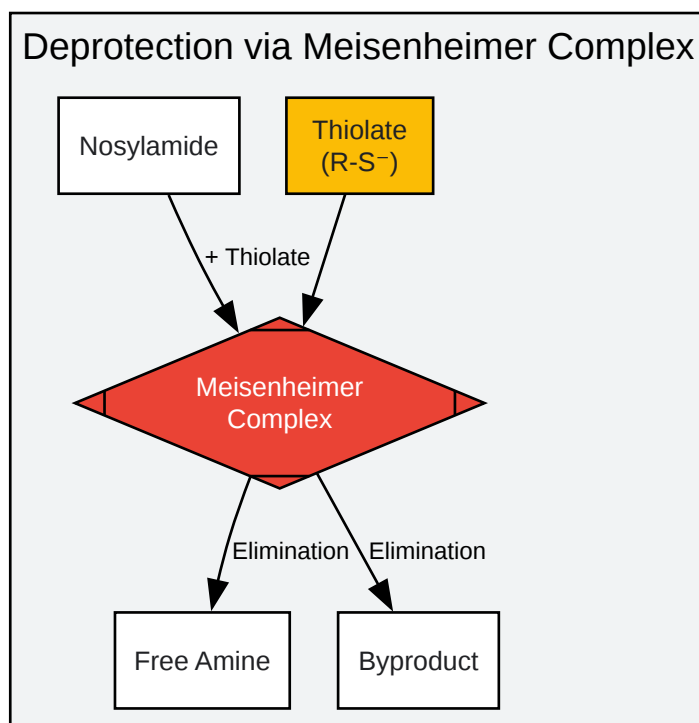 Deprotection via Meisenheimer Complex
Nosylamide
Thiolate
(R-S⁻)
+ Thiolate
Meisenheimer
Complex
Elimination
Elimination
Free Amine
Byproduct